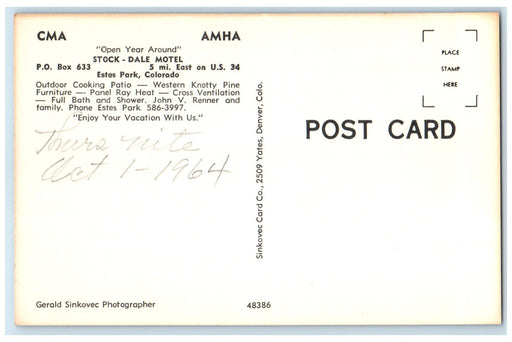 CMA AMHA
"Open Year Around"
STOCK - DALE MOTEL
P.O. Box 633 5 mi. East on U.S. 34
Estes Park, Colorado
Outdoor Cooking Patio — Western Knotty Pine
Furniture — Panel Ray Heat — Cross Ventilation
— Full Bath and Shower. John V. Renner and
family. Phone Estes Park 586-3997.
"Enjoy Your Vacation With Us."
Thurs nite
Oct 1-1964
Gerald Sinkovec Photographer
Sinkovec Card Co., 2509 Yates, Denver, Colo.
48386
PLACE
STAMP
HERE
POST CARD